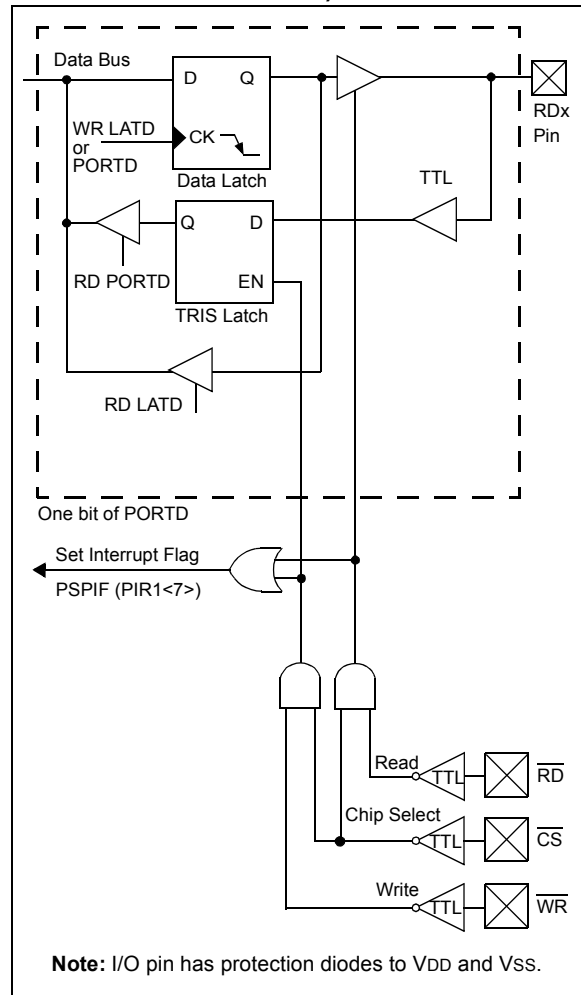 Data Bus
D Q
RDx
Pin
WR LATD
or
PORTD
CK
Data Latch
TTL
Q D
RD PORTD
EN
TRIS Latch
RD LATD
One bit of PORTD
Set Interrupt Flag
PSPIF (PIR1<7>)
Read
TTL
RD
Chip Select
TTL
CS
Write
TTL
WR
Note: I/O pin has protection diodes to VDD and VSS.